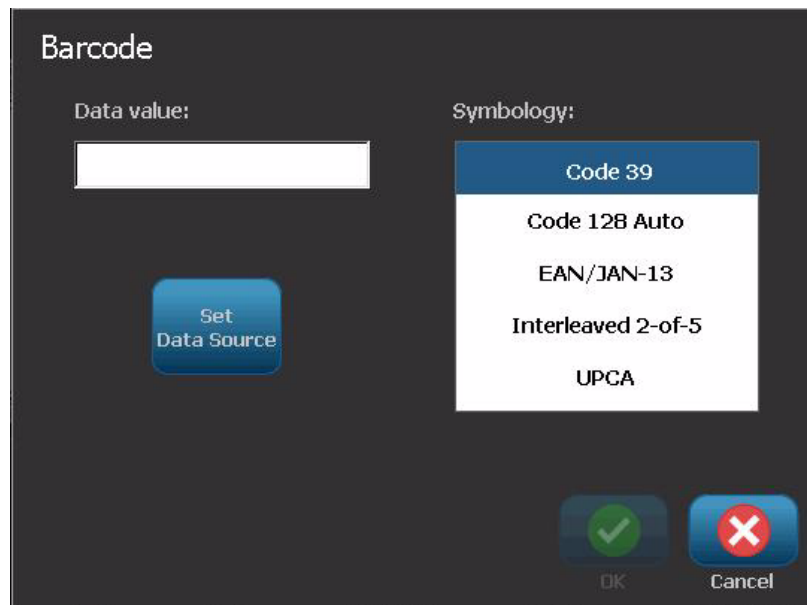 Barcode
Data value:
Symbology:
Code 39
Code 128 Auto
EAN/JAN-13
Interleaved 2-of-5
UPCA
Set
Data Source
OK
Cancel